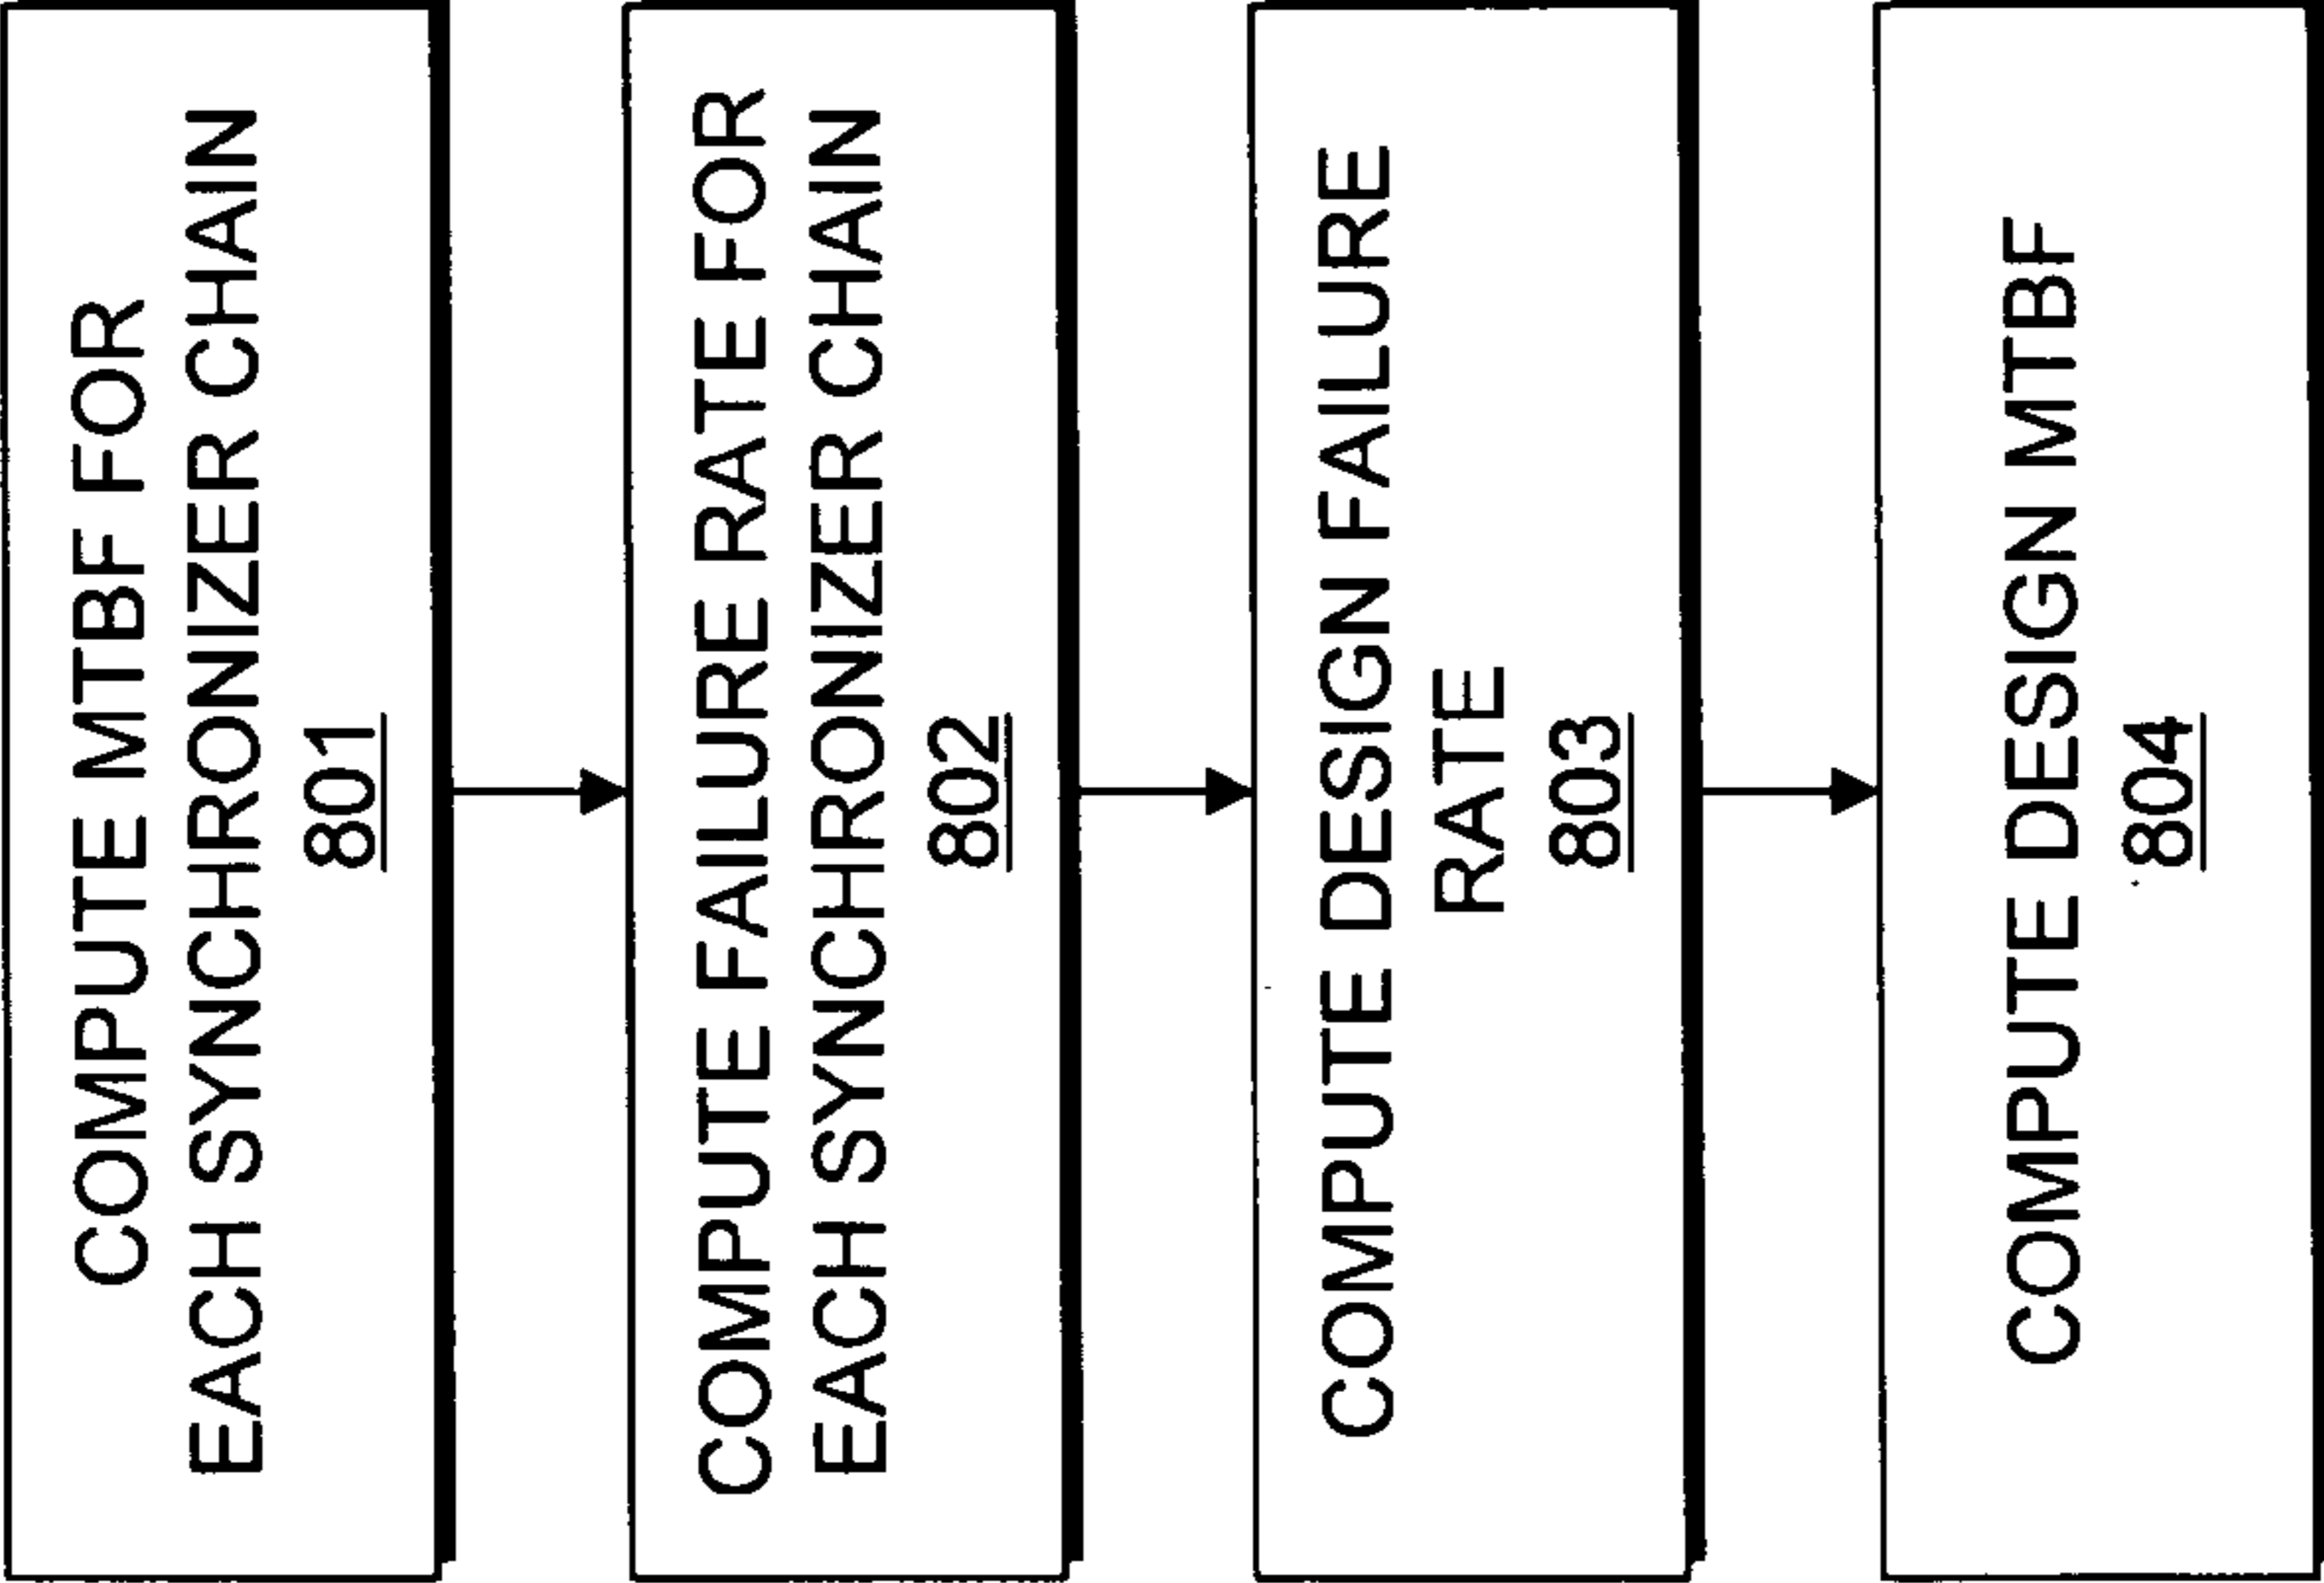 COMPUTE MTBF FOR
EACH SYNCHRONIZER CHAIN
801
COMPUTE FAILURE RATE FOR
EACH SYNCHRONIZER CHAIN
802
COMPUTE DESIGN FAILURE
RATE
803
COMPUTE DESIGN MTBF
804